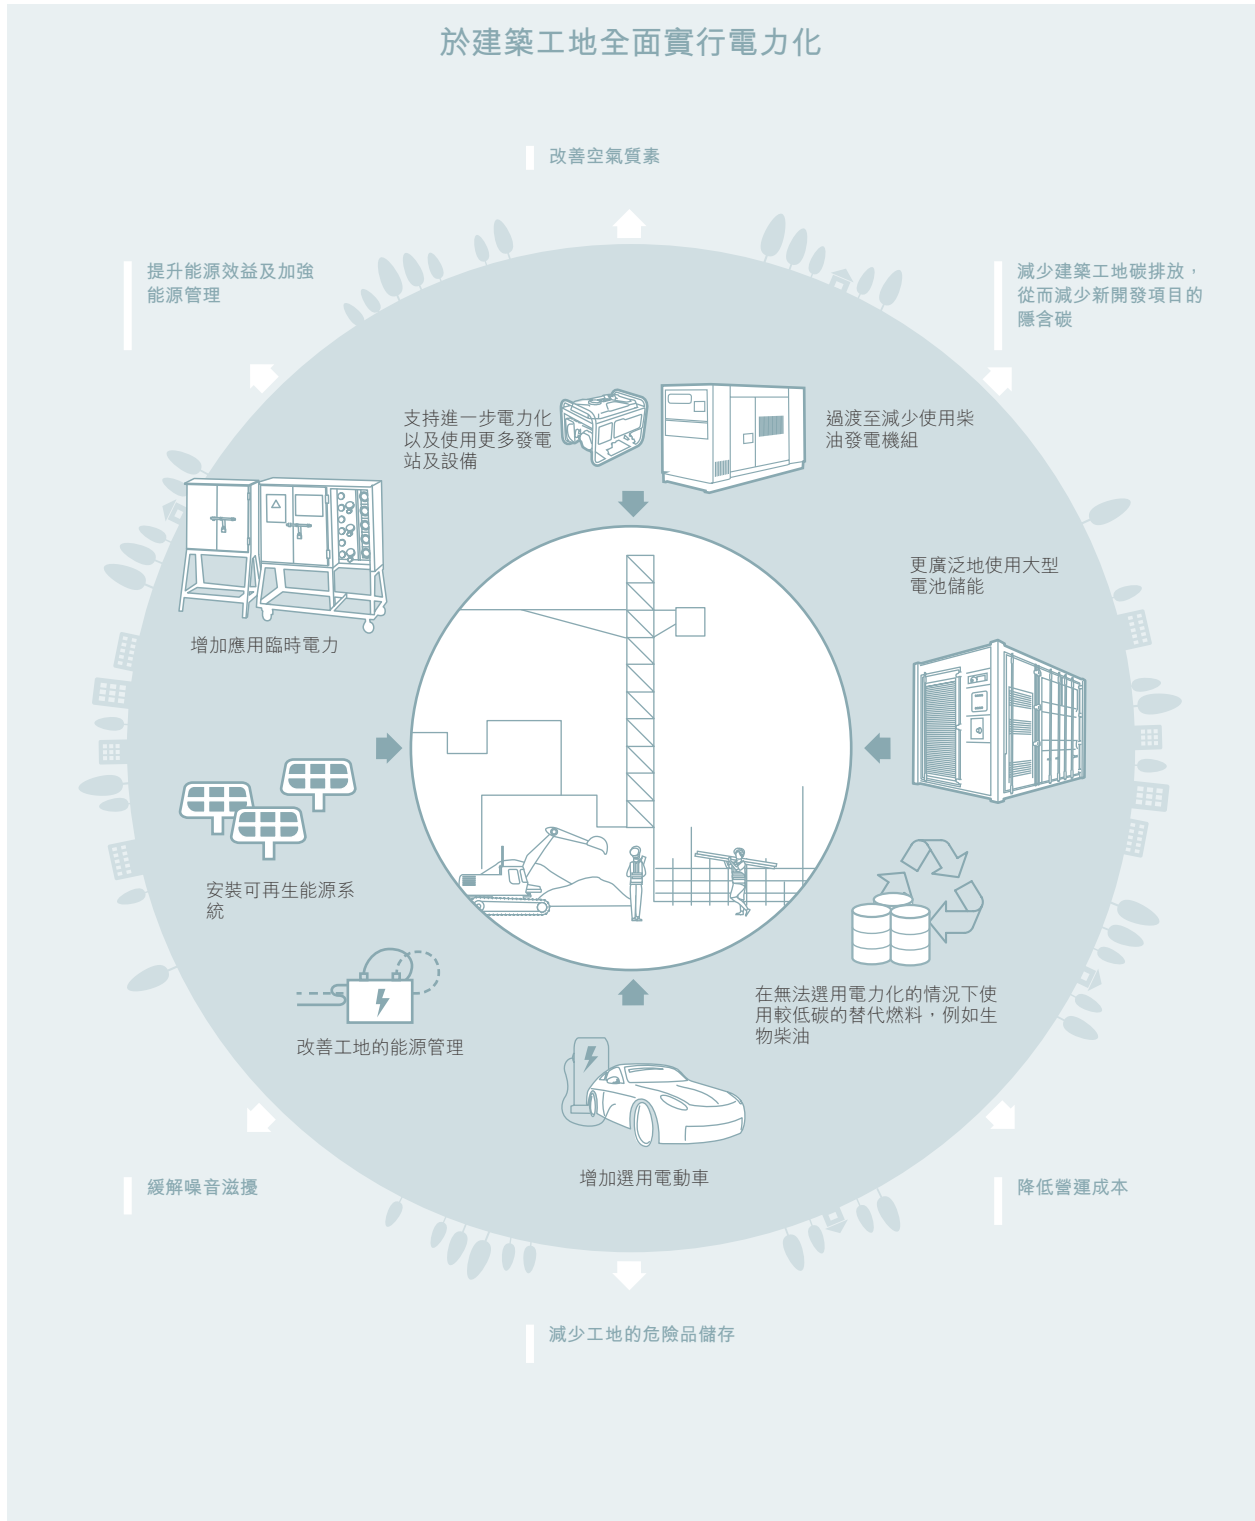 於建築工地全面實行電力化
改善空氣質素
提升能源效益及加強
能源管理
減少建築工地碳排放，
從而減少新開發項目的
隱含碳
支持進一步電力化
以及使用更多發電
站及設備
過渡至減少使用柴
油發電機組
更廣泛地使用大型
電池儲能
增加應用臨時電力
安裝可再生能源系
統
在無法選用電力化的情況下使
用較低碳的替代燃料，例如生
物柴油
改善工地的能源管理
增加選用電動車
緩解噪音滋擾
降低營運成本
減少工地的危險品儲存